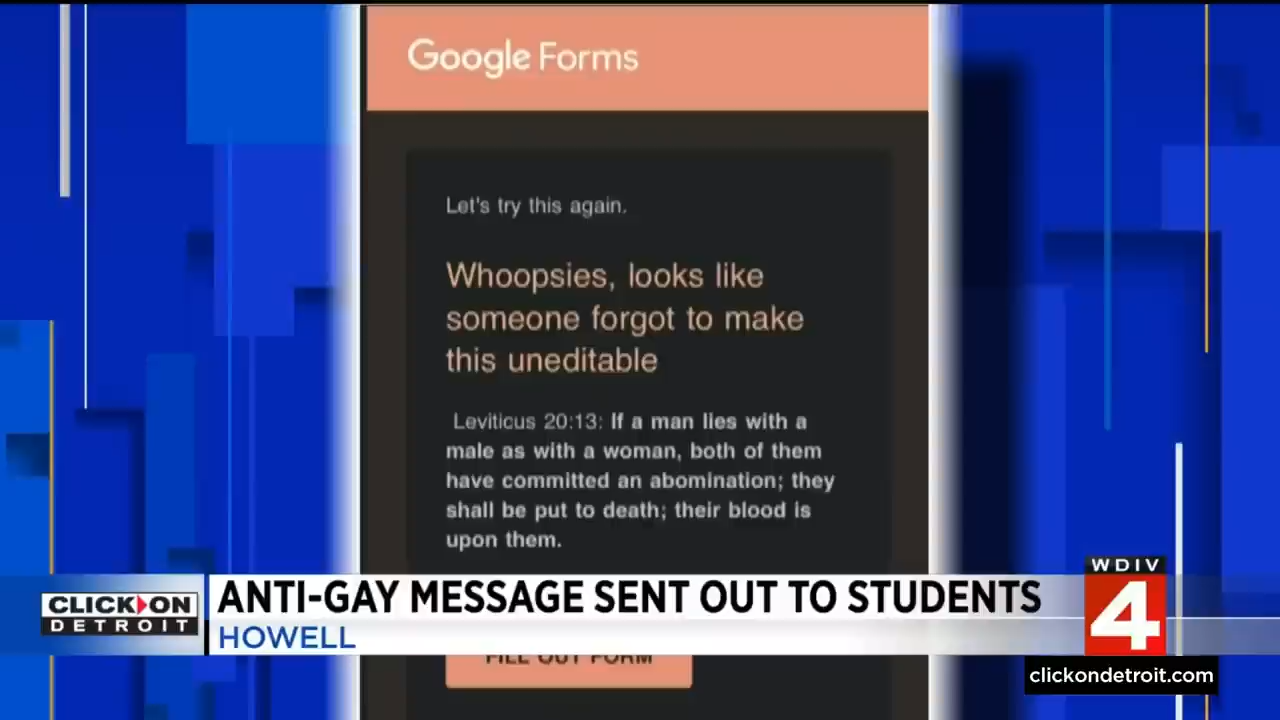 Google Forms
Let's try this again.
Whoopsies, looks like
someone forgot to make
this uneditable
Leviticus 20:13: If a man lies with a
male as with a woman, both of them
have committed an abomination; they
shall be put to death; their blood is
upon them.
WDIV
4
CLICK ON
DETROIT
ANTI-GAY MESSAGE SENT OUT TO STUDENTS
HOWELL
FILL OUT FORM
clickondetroit.com